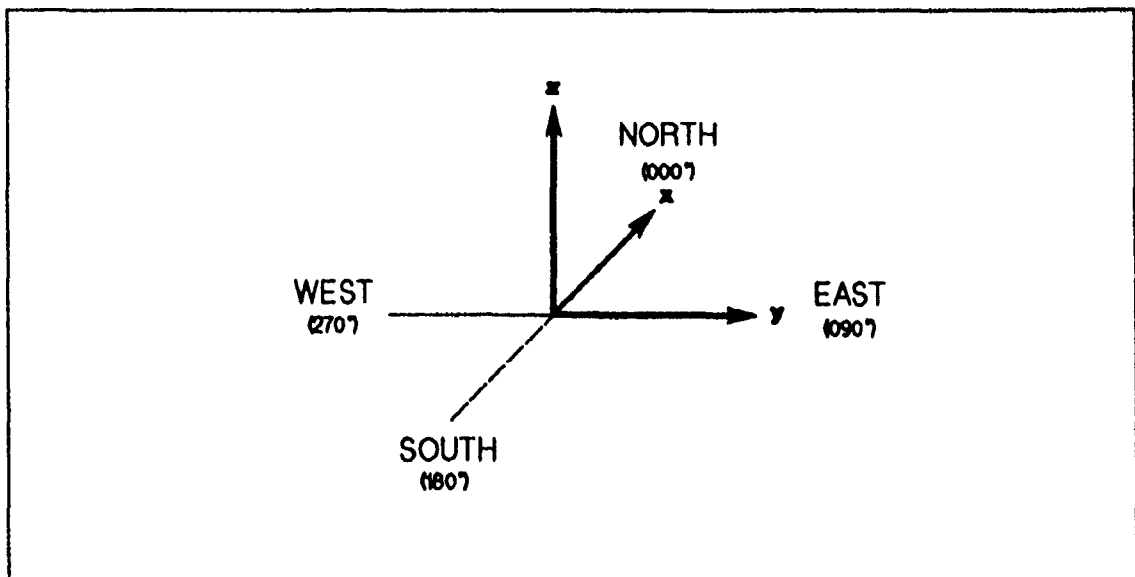 z
NORTH
(000°)
x
WEST
(270°)
y
EAST
(090°)
SOUTH
(180°)